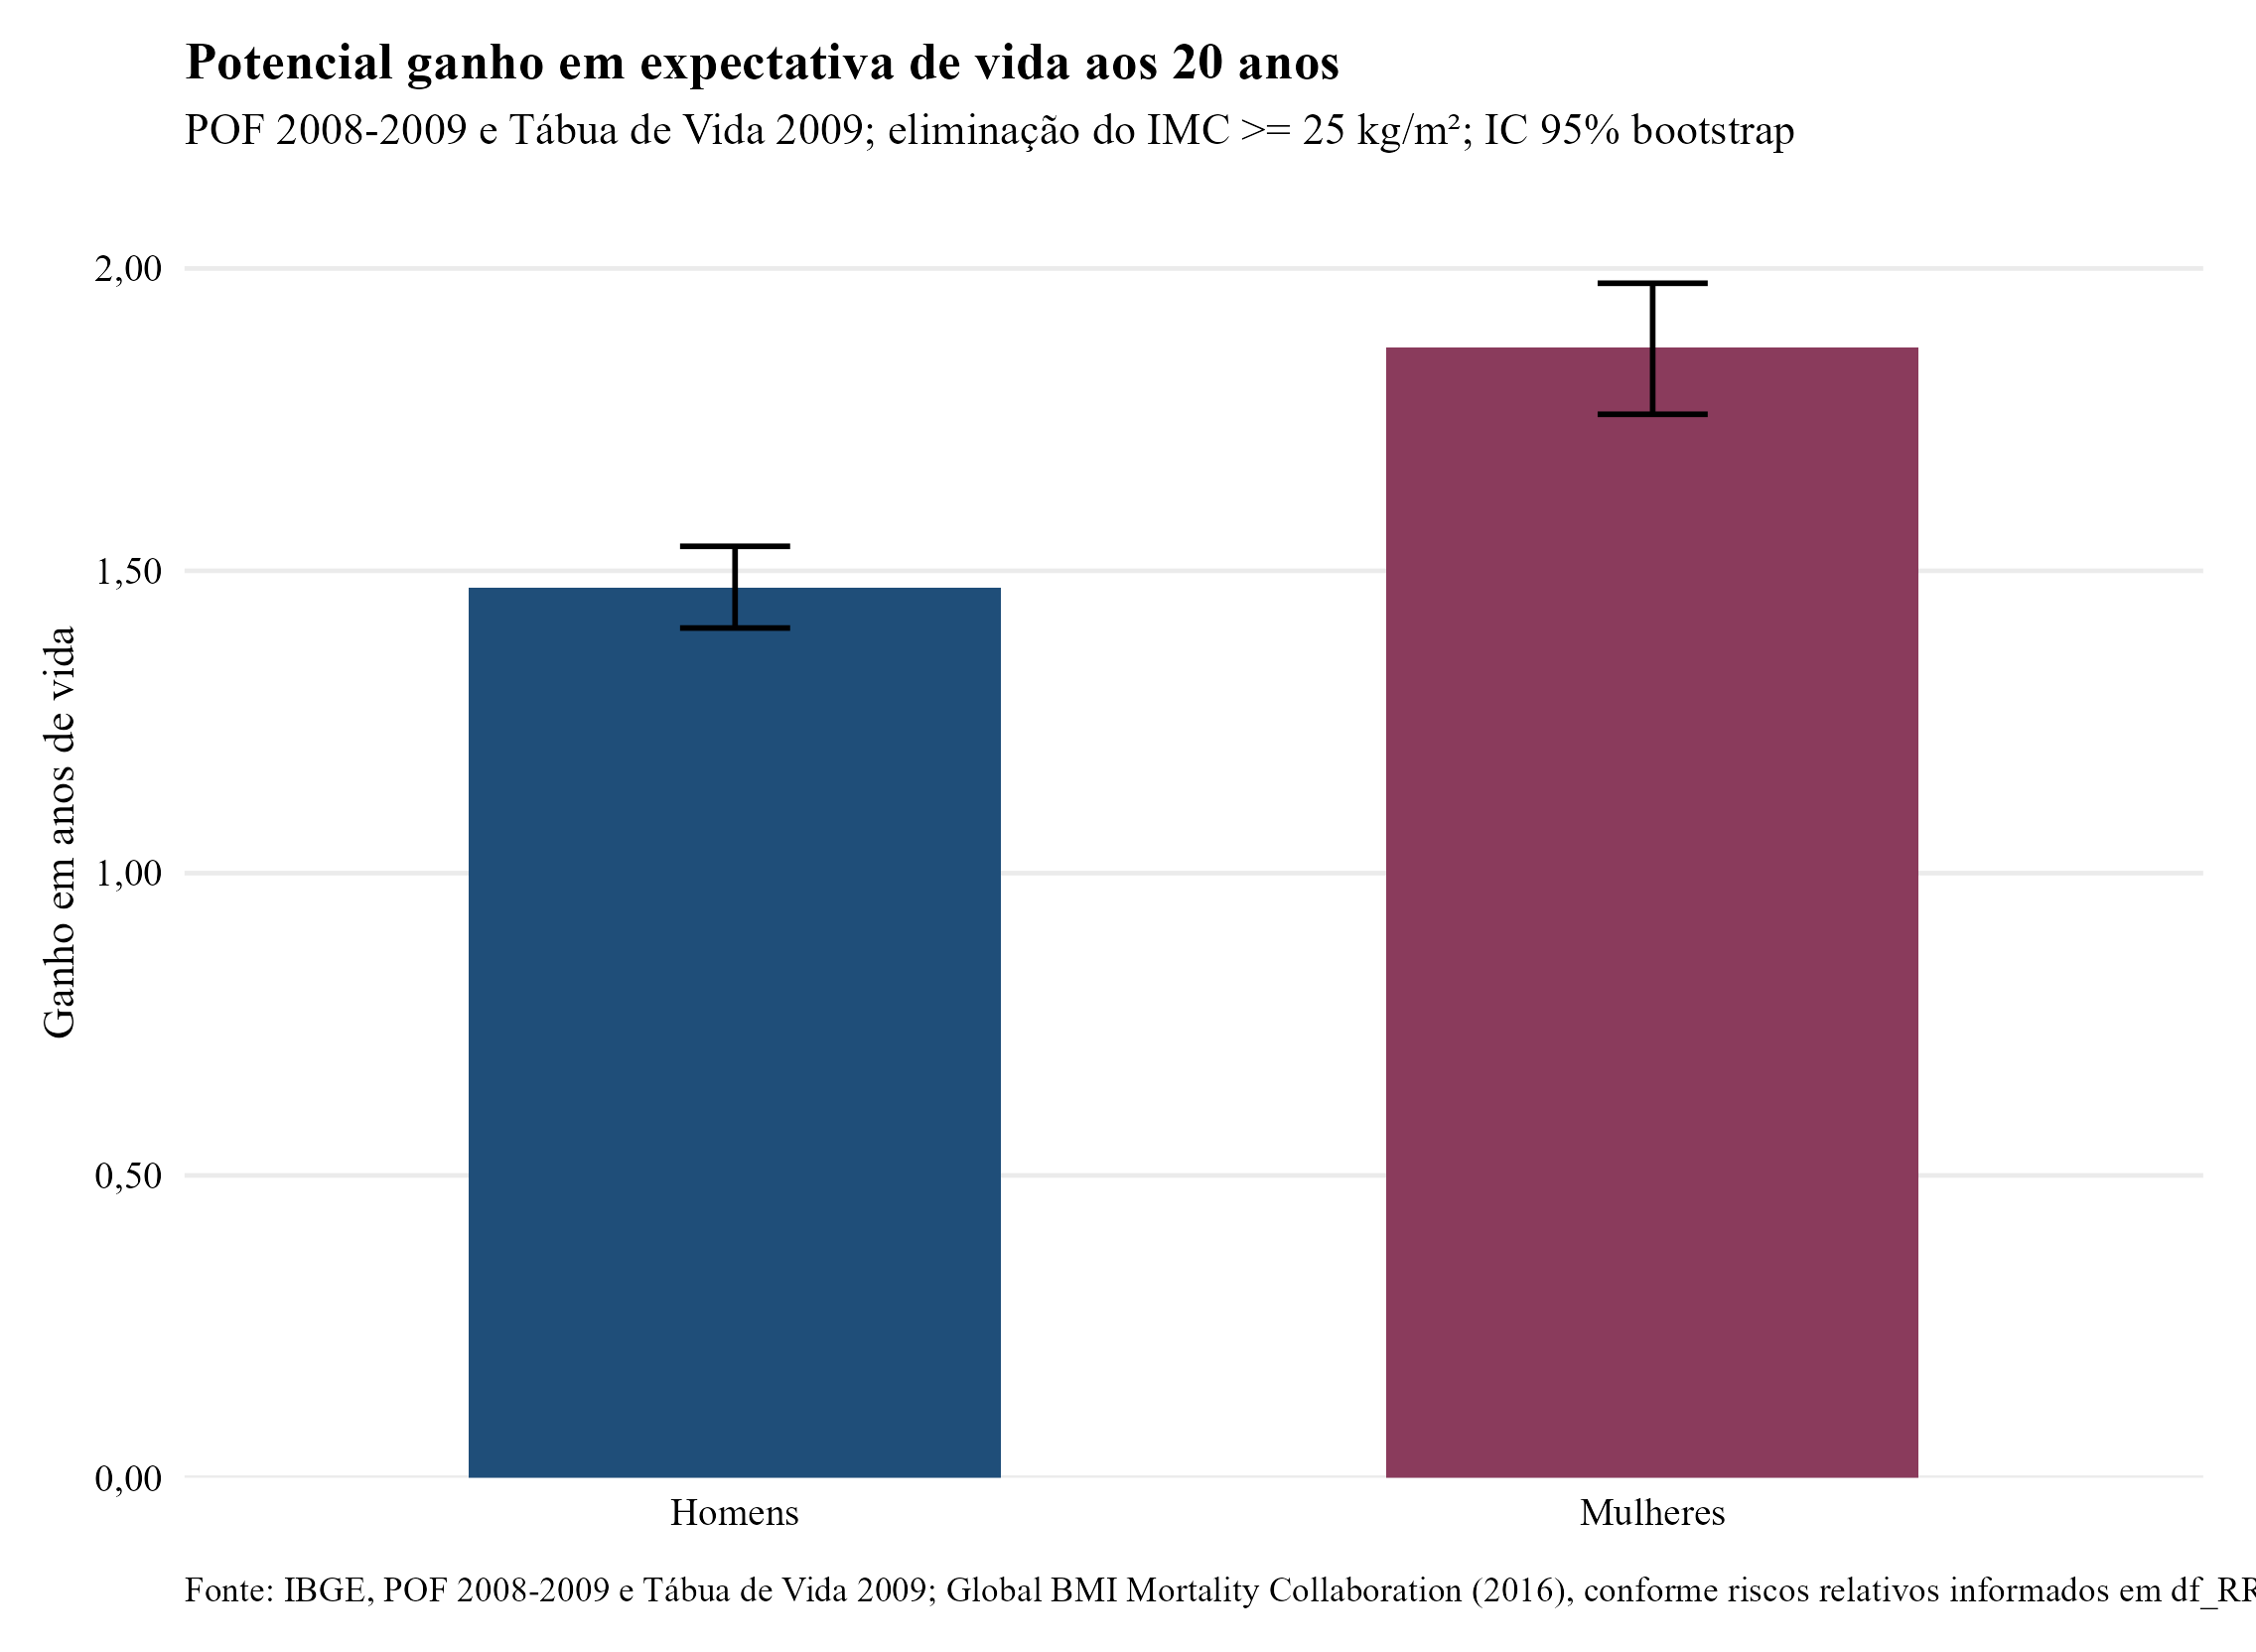 Potencial ganho em expectativa de vida aos 20 anos
POF 2008-2009 e Tábua de Vida 2009; eliminação do IMC >= 25 kg/m²; IC 95% bootstrap
Ganho em anos de vida
2,00
1,50
1,00
0,50
0,00
Homens
Mulheres
Fonte: IBGE, POF 2008-2009 e Tábua de Vida 2009; Global BMI Mortality Collaboration (2016), conforme riscos relativos informados em df_RR